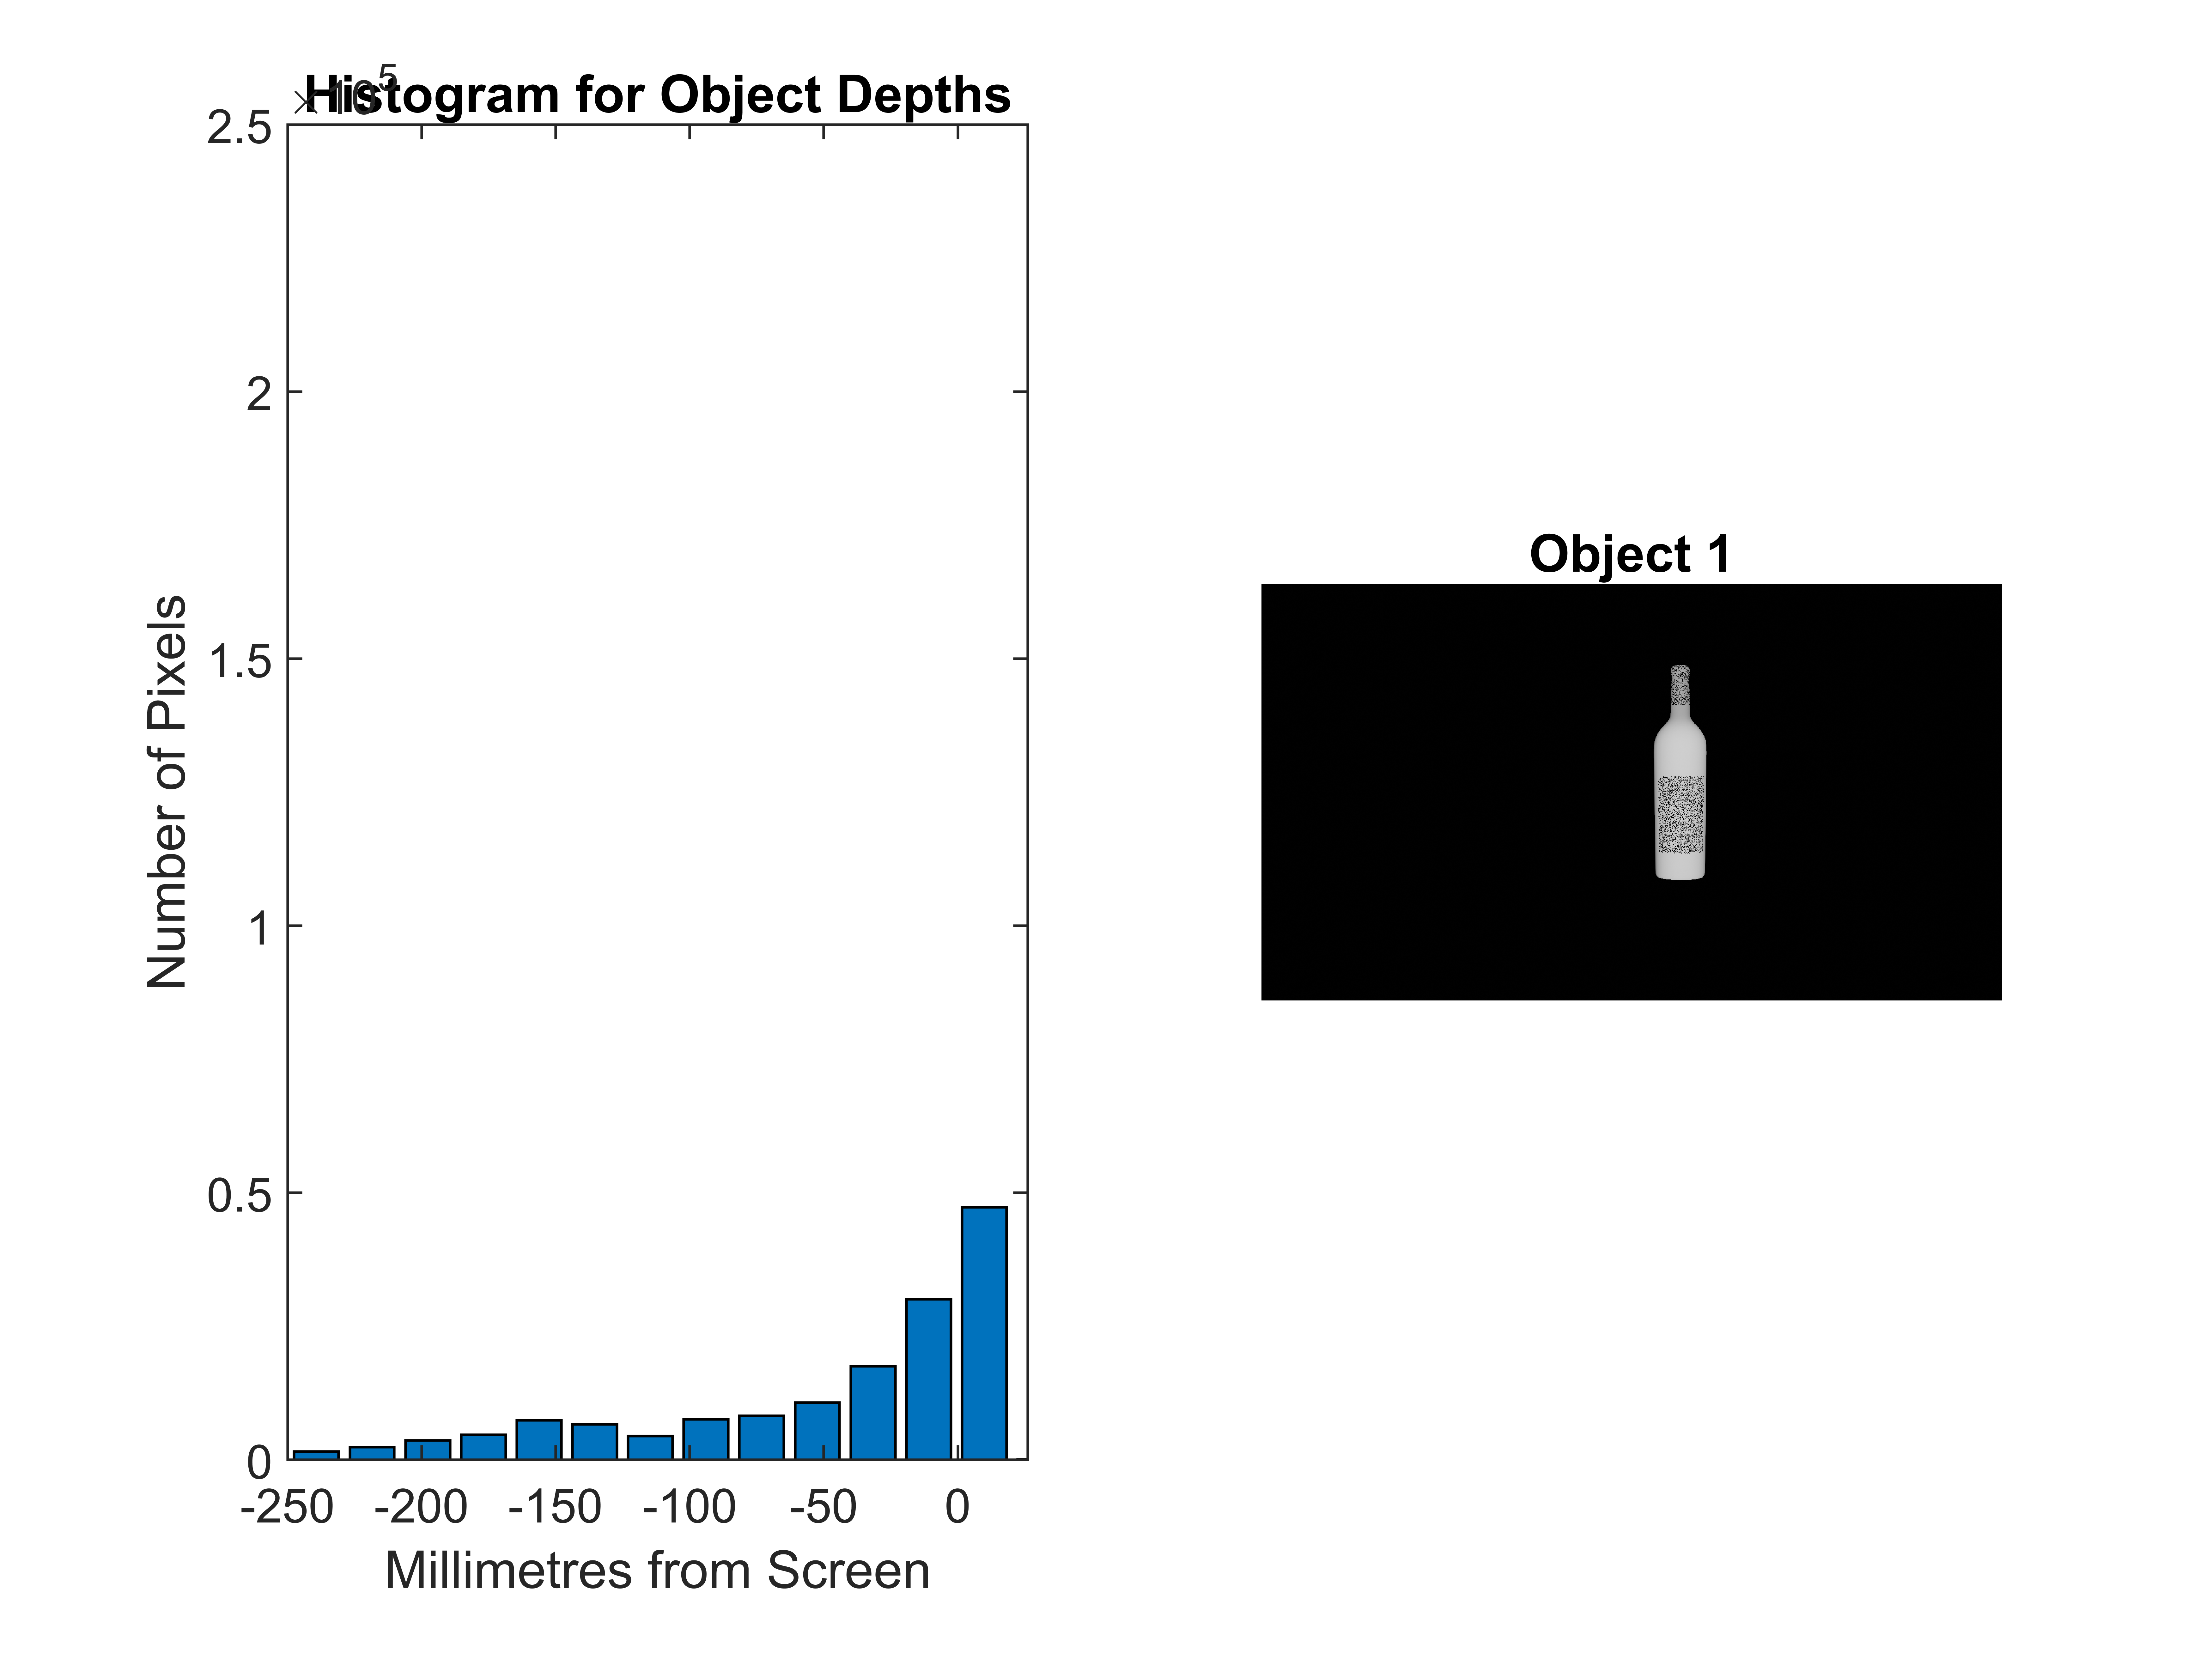 Histogram for Object Depths
× 10^5
2.5
2
1.5
1
0.5
0
Number of Pixels
-250 -200 -150 -100 -50 0
Millimetres from Screen
Object 1